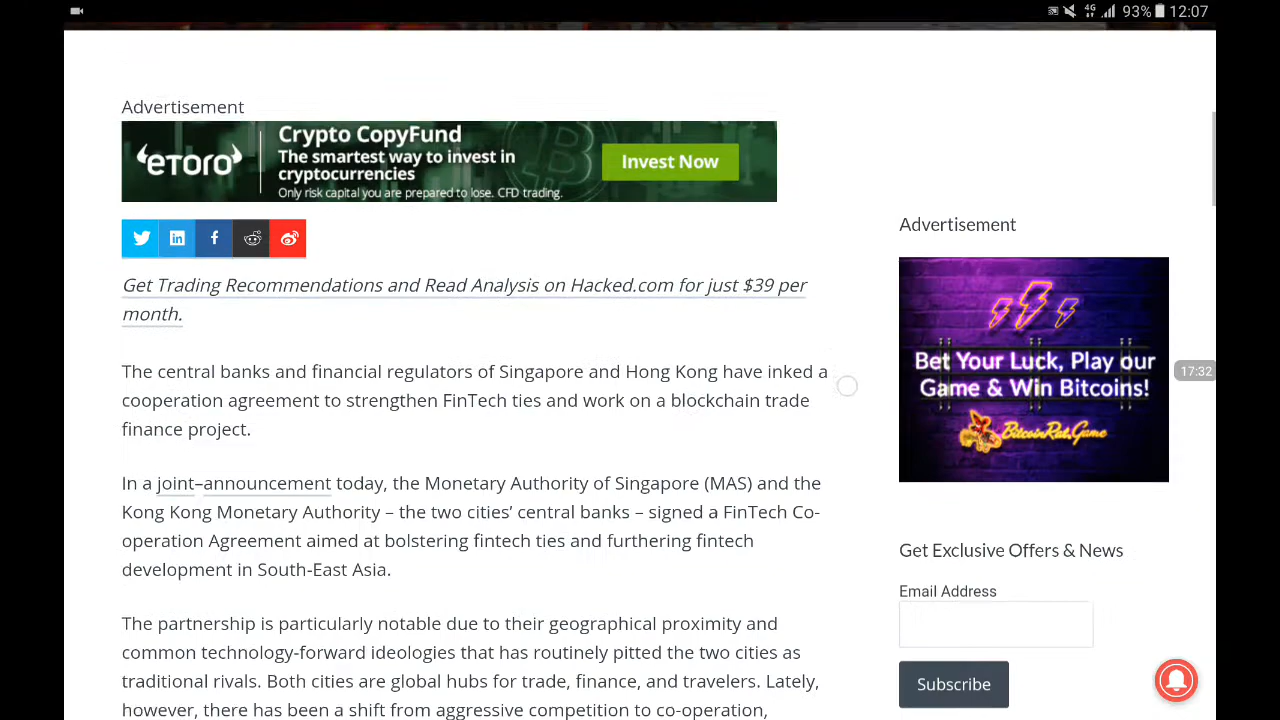 4G 93% 12:07
Advertisement
eTORO
Crypto CopyFund
The smartest way to invest in
cryptocurrencies
Only risk capital you are prepared to lose. CFD trading.
Invest Now
Get Trading Recommendations and Read Analysis on Hacked.com for just $39 per
month.
The central banks and financial regulators of Singapore and Hong Kong have inked a
cooperation agreement to strengthen FinTech ties and work on a blockchain trade
finance project.
In a joint–announcement today, the Monetary Authority of Singapore (MAS) and the
Kong Kong Monetary Authority – the two cities’ central banks – signed a FinTech Co-
operation Agreement aimed at bolstering fintech ties and furthering fintech
development in South-East Asia.
The partnership is particularly notable due to their geographical proximity and
common technology-forward ideologies that has routinely pitted the two cities as
traditional rivals. Both cities are global hubs for trade, finance, and travelers. Lately,
however, there has been a shift from aggressive competition to co-operation,
Advertisement
Bet Your Luck, Play our
Game & Win Bitcoins!
BitcoinRat.Game
17:32
Get Exclusive Offers & News
Email Address
Subscribe